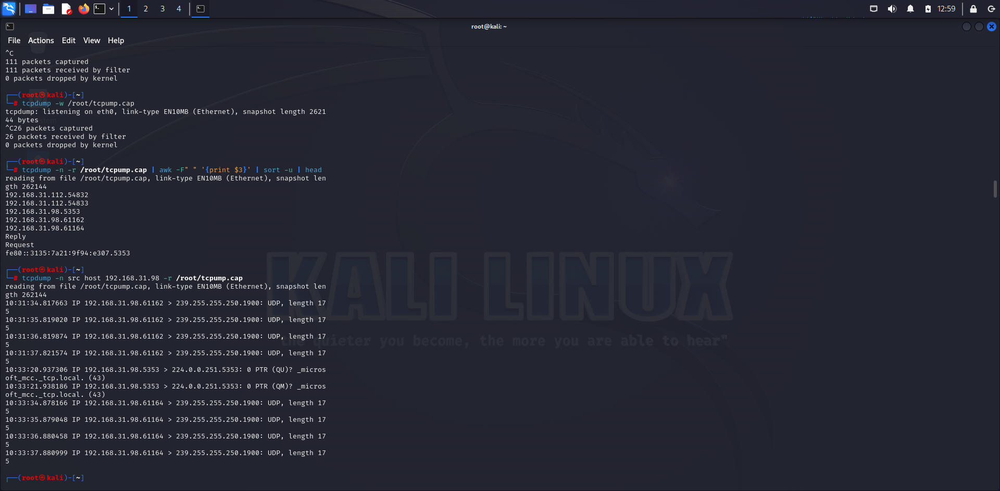 1 2 3 4 12:59
root@kali: ~
File Actions Edit View Help
^C
111 packets captured
111 packets received by filter
0 packets dropped by kernel
┌──(root㉿kali)-[~]
└─# tcpdump -w /root/tcpump.cap
tcpdump: listening on eth0, link-type EN10MB (Ethernet), snapshot length 2621
44 bytes
^C26 packets captured
26 packets received by filter
0 packets dropped by kernel
┌──(root㉿kali)-[~]
└─# tcpdump -n -r /root/tcpump.cap | awk -F" " '{print $3}' | sort -u | head
reading from file /root/tcpump.cap, link-type EN10MB (Ethernet), snapshot len
gth 262144
192.168.31.112.54832
192.168.31.112.54833
192.168.31.98.5353
192.168.31.98.61162
192.168.31.98.61164
Reply
Request
fe80::3135:7a21:9f94:e307.5353
┌──(root㉿kali)-[~]
└─# tcpdump -n src host 192.168.31.98 -r /root/tcpump.cap
reading from file /root/tcpump.cap, link-type EN10MB (Ethernet), snapshot len
gth 262144
10:31:34.817663 IP 192.168.31.98.61162 > 239.255.255.250.1900: UDP, length 17
5
10:31:35.819020 IP 192.168.31.98.61162 > 239.255.255.250.1900: UDP, length 17
5
10:31:36.819874 IP 192.168.31.98.61162 > 239.255.255.250.1900: UDP, length 17
5
10:31:37.821574 IP 192.168.31.98.61162 > 239.255.255.250.1900: UDP, length 17
5
10:33:20.937306 IP 192.168.31.98.5353 > 224.0.0.251.5353: 0 PTR (QU)? _micros
oft_mcc._tcp.local. (43)
10:33:21.938186 IP 192.168.31.98.5353 > 224.0.0.251.5353: 0 PTR (QM)? _micros
oft_mcc._tcp.local. (43)
10:33:34.878166 IP 192.168.31.98.61164 > 239.255.255.250.1900: UDP, length 17
5
10:33:35.879048 IP 192.168.31.98.61164 > 239.255.255.250.1900: UDP, length 17
5
10:33:36.880458 IP 192.168.31.98.61164 > 239.255.255.250.1900: UDP, length 17
5
10:33:37.880999 IP 192.168.31.98.61164 > 239.255.255.250.1900: UDP, length 17
5
┌──(root㉿kali)-[~]
KALI LINUX
the quieter you become, the more you are able to hear"